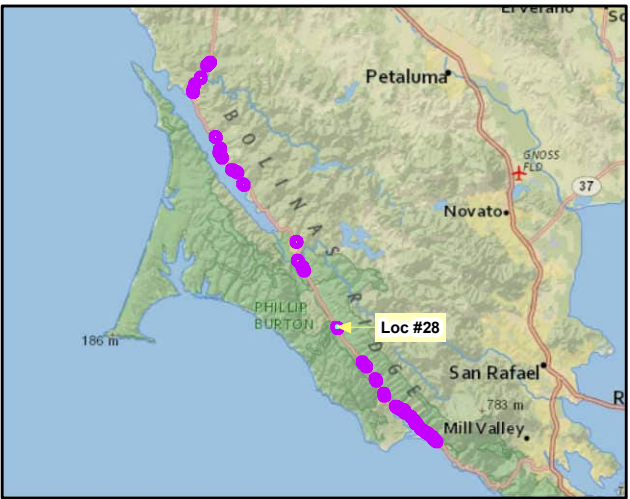 El Verano
Petaluma
GNOSS
FLD
37
BOLINAS
Novato
RIDGE
PHILLIP
BURTON
Loc #28
186 m
San Rafael
783 m
Mill Valley